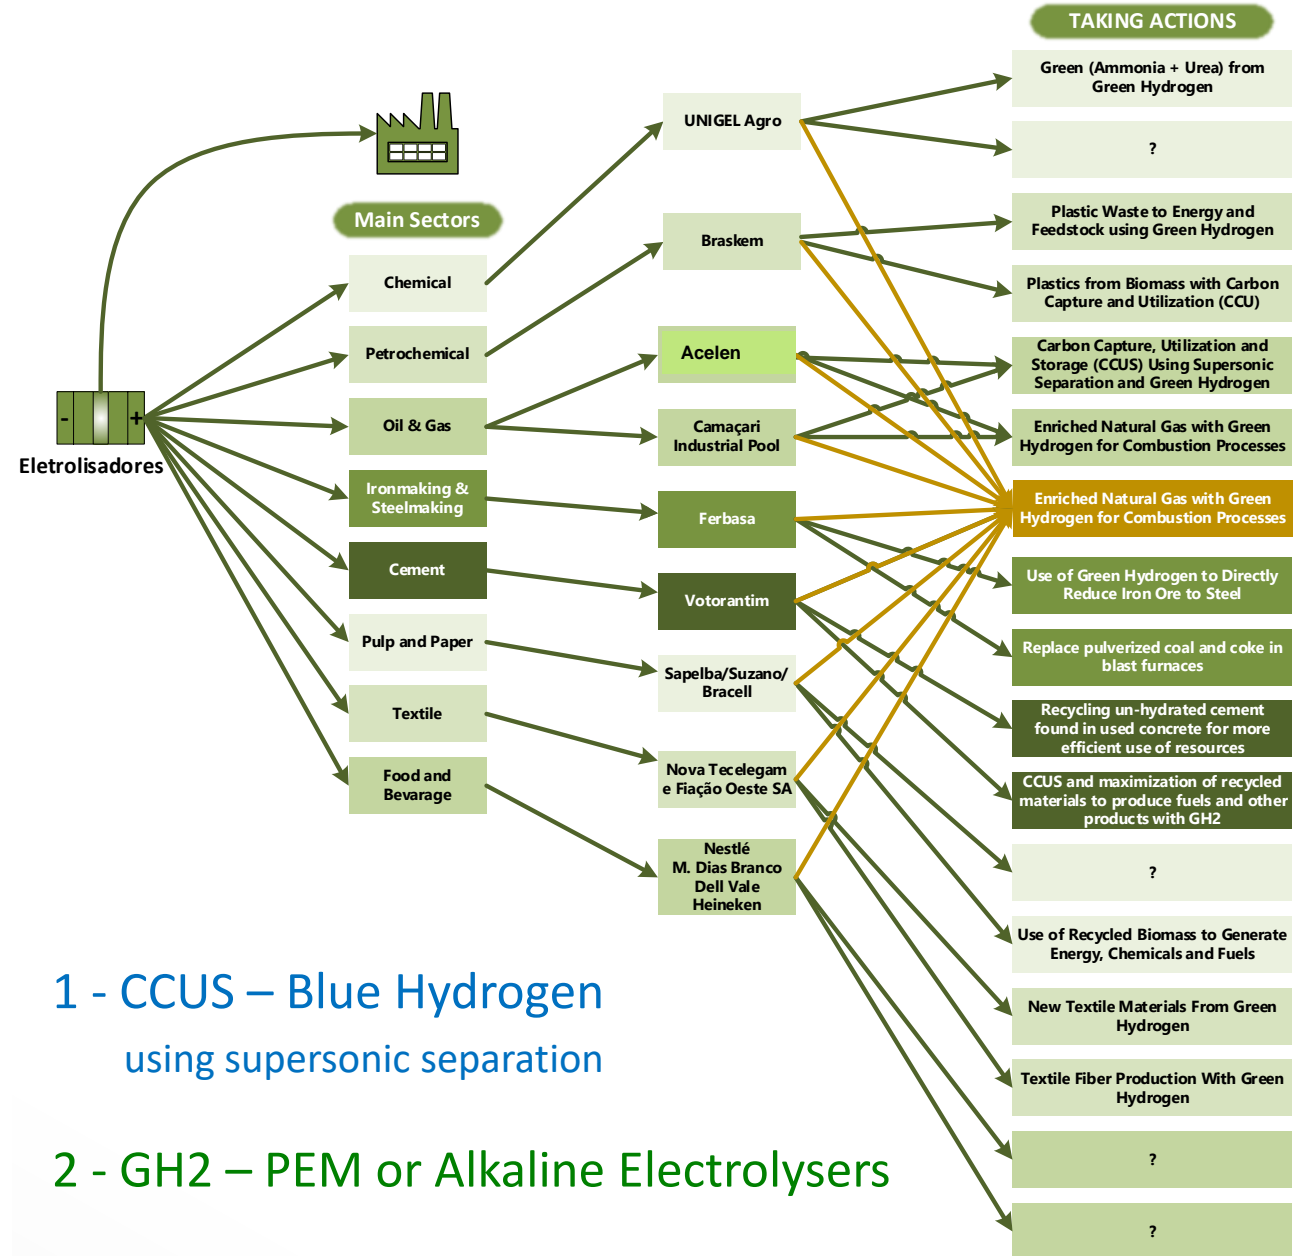 TAKING ACTIONS
Green (Ammonia + Urea) from
Green Hydrogen
UNIGEL Agro
?
Main Sectors
Plastic Waste to Energy and
Feedstock using Green Hydrogen
Braskem
Chemical
Plastics from Biomass with Carbon
Capture and Utilization (CCU)
Petrochemical
Acelen
Carbon Capture, Utilization and
Storage (CCUS) Using Supersonic
Separation and Green Hydrogen
- +
Eletrolisadores
Oil & Gas
Camaçari
Industrial Pool
Enriched Natural Gas with Green
Hydrogen for Combustion Processes
Ironmaking &
Steelmaking
Ferbasa
Enriched Natural Gas with Green
Hydrogen for Combustion Processes
Cement
Votorantim
Use of Green Hydrogen to Directly
Reduce Iron Ore to Steel
Pulp and Paper
Sapelba/Suzano/
Bracell
Replace pulverized coal and coke in
blast furnaces
Textile
Nova Tecelegam
e Fiação Oeste SA
Recycling un-hydrated cement
found in used concrete for more
efficient use of resources
Food and
Bevarage
CCUS and maximization of recycled
materials to produce fuels and other
products with GH2
Nestlé
M. Dias Branco
Dell Vale
Heineken
?
Use of Recycled Biomass to Generate
Energy, Chemicals and Fuels
New Textile Materials From Green
Hydrogen
Textile Fiber Production With Green
Hydrogen
?
?
1 - CCUS – Blue Hydrogen
using supersonic separation
2 - GH2 – PEM or Alkaline Electrolysers